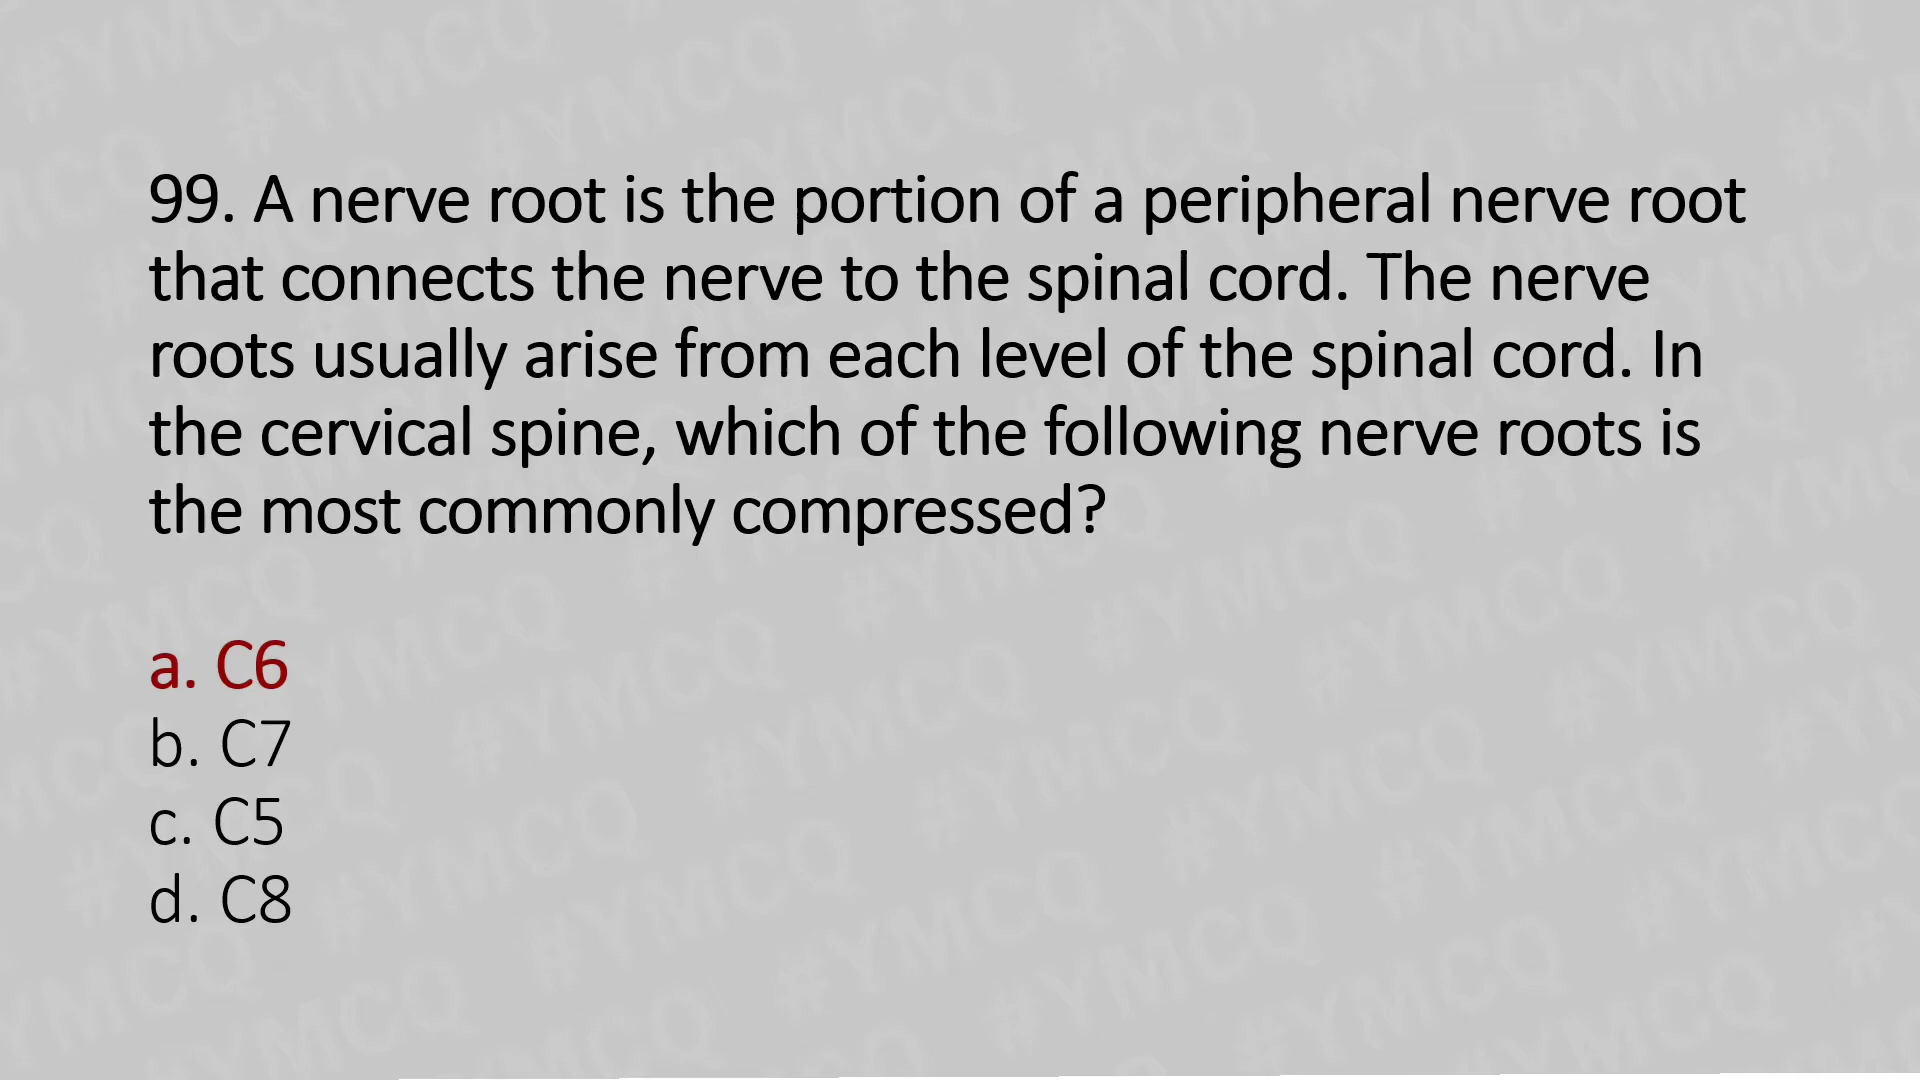 99. A nerve root is the portion of a peripheral nerve root
that connects the nerve to the spinal cord. The nerve
roots usually arise from each level of the spinal cord. In
the cervical spine, which of the following nerve roots is
the most commonly compressed?
a. C6
b. C7
c. C5
d. C8
#YMCQ